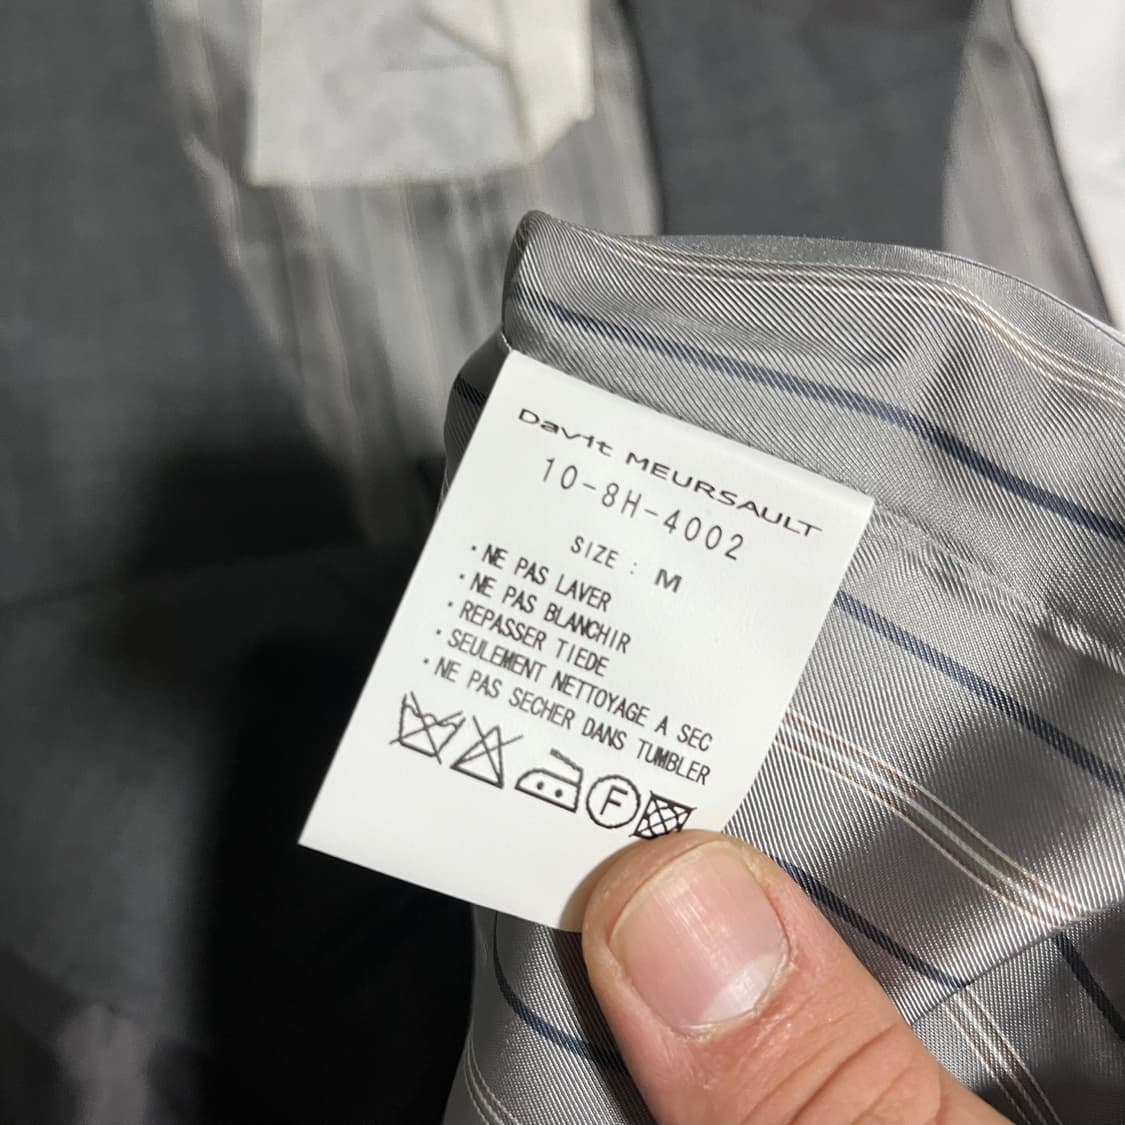 Davit MEURSAULT
10-8H-4002
SIZE : M
・NE PAS LAVER
・NE PAS BLANCHIR
・REPASSER TIEDE
・SEULEMENT NETTOYAGE A SEC
・NE PAS SECHER DANS TUMBLER
F